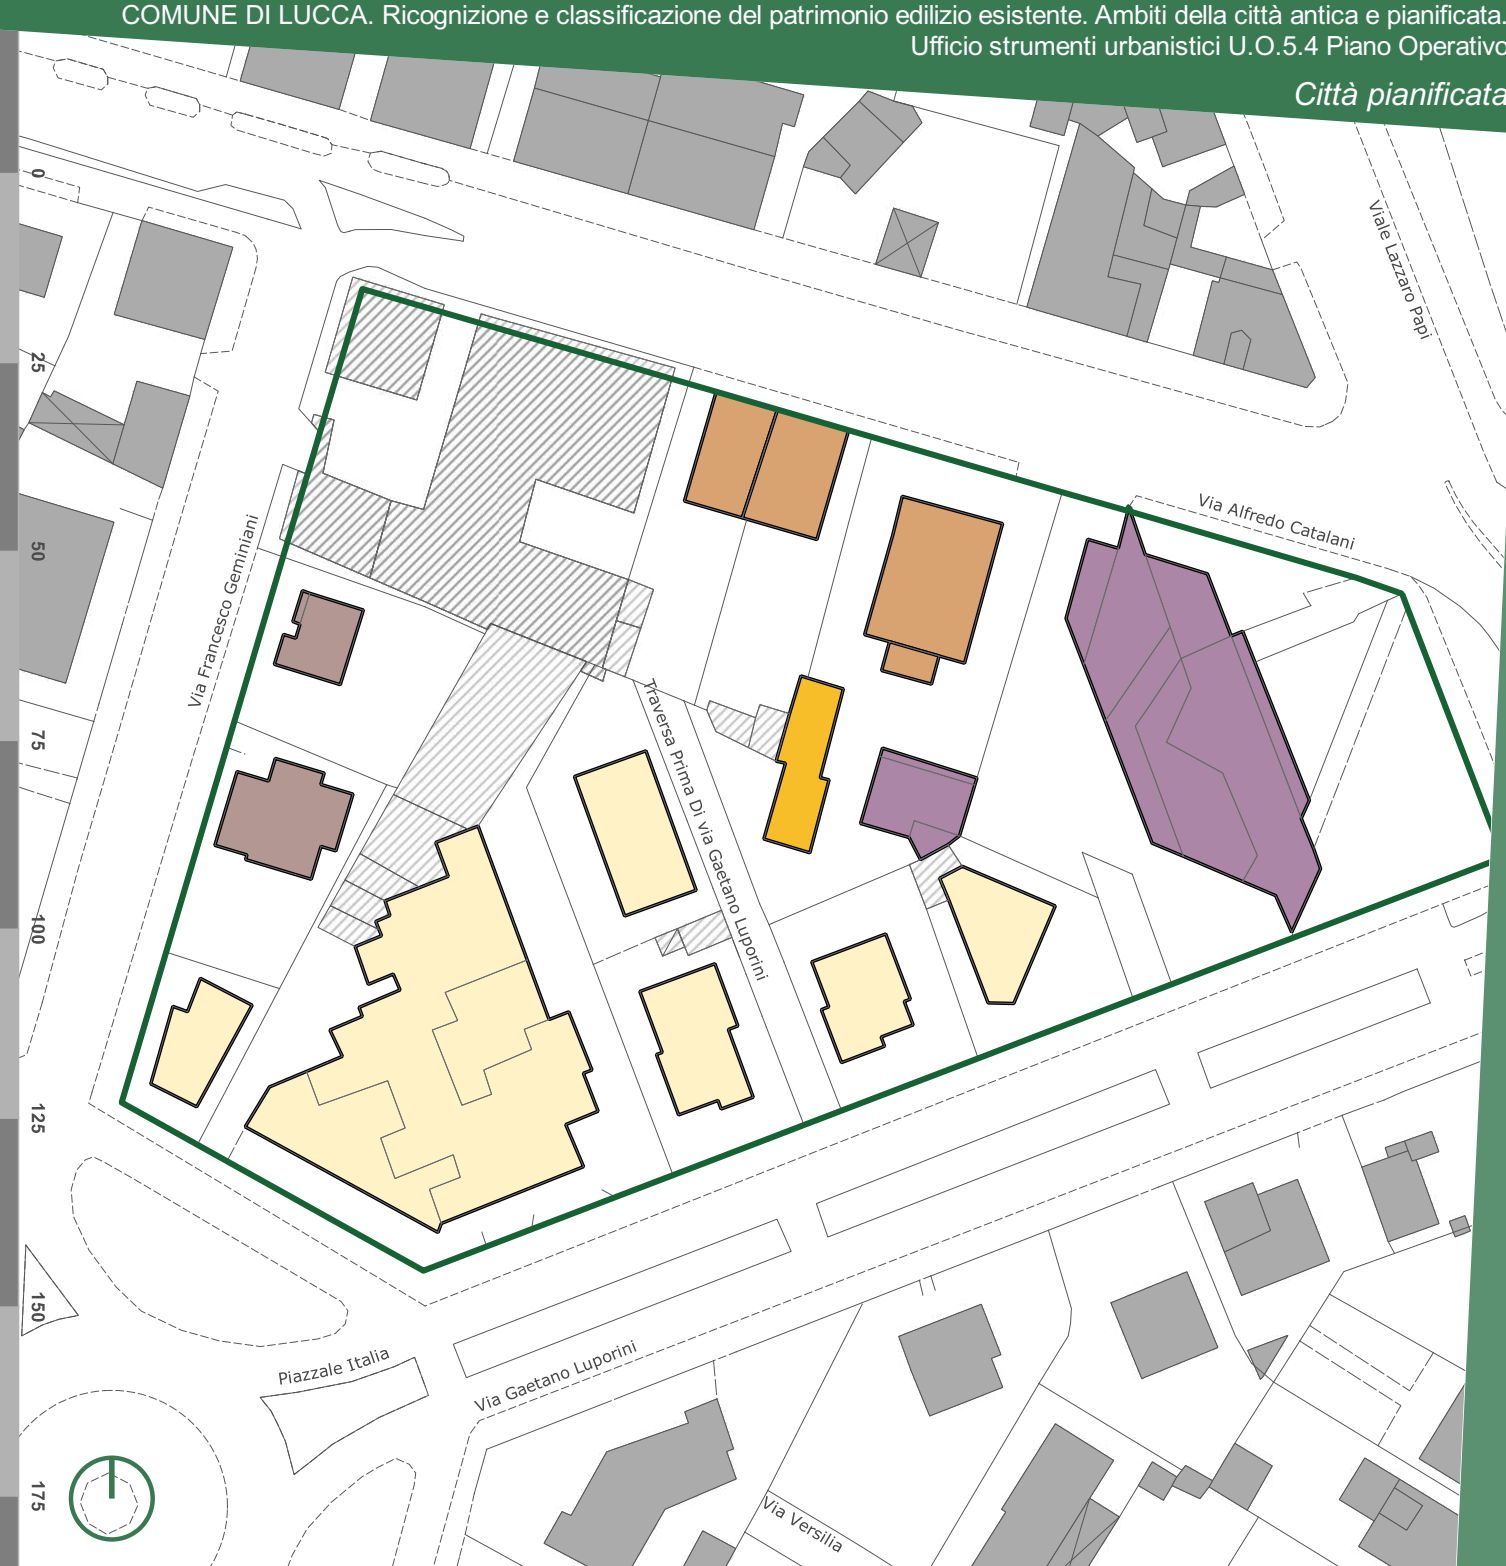 COMUNE DI LUCCA. Ricognizione e classificazione del patrimonio edilizio esistente. Ambiti della città antica e pianificata.
Ufficio strumenti urbanistici U.O.5.4 Piano Operativo
Città pianificata
Viale Lazzaro Papi
Via Alfredo Catalani
Via Francesco Geminiani
Traversa Prima Di via Gaetano Luporini
Piazzale Italia
Via Gaetano Luporini
Via Versilia
0
25
50
75
100
125
150
175